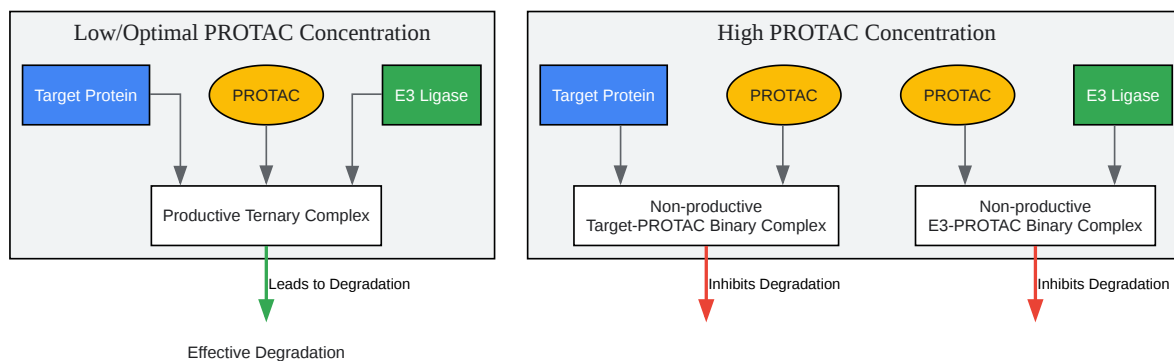 Low/Optimal PROTAC Concentration
Target Protein
PROTAC
E3 Ligase
Productive Ternary Complex
Leads to Degradation
Effective Degradation
High PROTAC Concentration
Target Protein
PROTAC
PROTAC
E3 Ligase
Non-productive
Target-PROTAC Binary Complex
Non-productive
E3-PROTAC Binary Complex
Inhibits Degradation
Inhibits Degradation